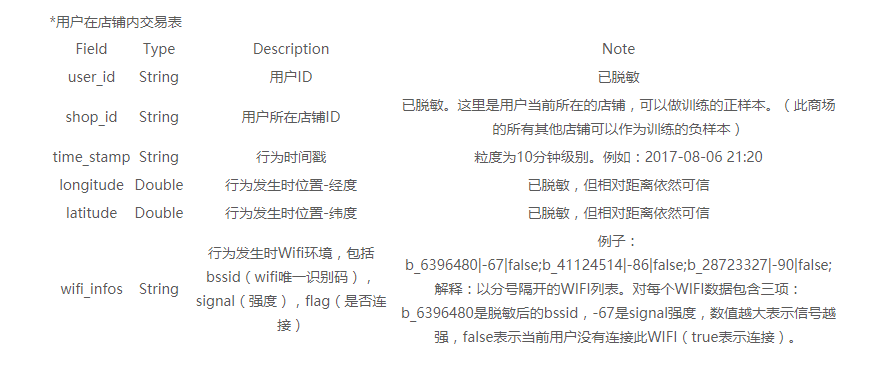 *用户在店铺内交易表
Field Type Description Note
user_id String 用户ID 已脱敏
shop_id String 用户所在店铺ID 已脱敏。这里是用户当前所在的店铺，可以做训练的正样本。（此商场
的所有其他店铺可以作为训练的负样本）
time_stamp String 行为时间戳 粒度为10分钟级别。例如：2017-08-06 21:20
longitude Double 行为发生时位置-经度 已脱敏，但相对距离依然可信
latitude Double 行为发生时位置-纬度 已脱敏，但相对距离依然可信
wifi_infos String 行为发生时Wifi环境，包括
bssid（wifi唯一识别码），
signal（强度），flag（是否连
接）
例子：
b_6396480|-67|false;b_41124514|-86|false;b_28723327|-90|false;
解释：以分号隔开的WIFI列表。对每个WIFI数据包含三项：
b_6396480是脱敏后的bssid，-67是signal强度，数值越大表示信号越
强，false表示当前用户没有连接此WIFI（true表示连接）。